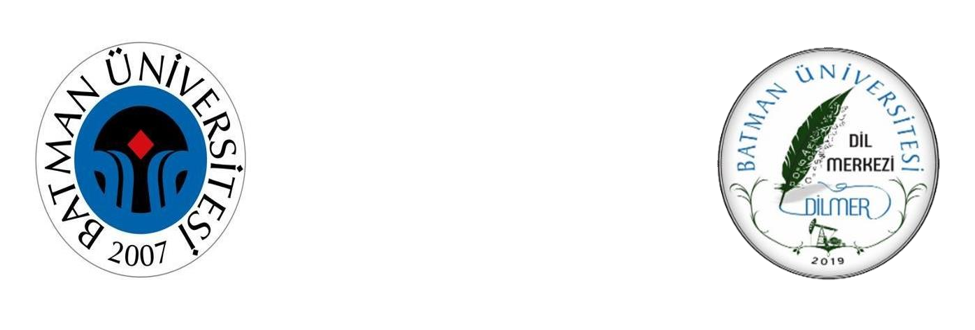 BATMAN ÜNİVERSİTESİ
2007
BATMAN ÜNİVERSİTESİ
DİL
MERKEZİ
DİLMER
2019